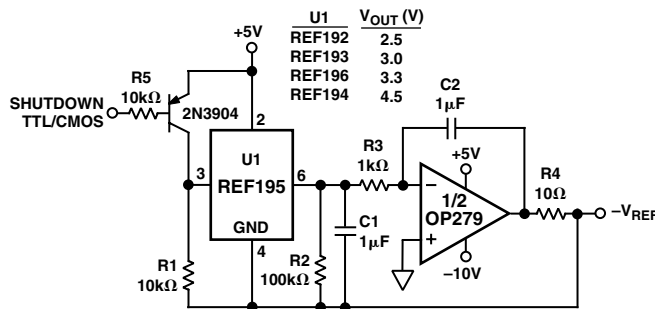 U1 VOUT (V)
REF192 2.5
REF193 3.0
REF196 3.3
REF194 4.5
+5V
R5
10kΩ
SHUTDOWN
TTL/CMOS
2N3904
2
U1
REF195
GND
3
6
4
R1
10kΩ
R2
100kΩ
C1
1μF
R3
1kΩ
C2
1μF
+5V
−
1/2
OP279
+
−10V
R4
10Ω
−VREF